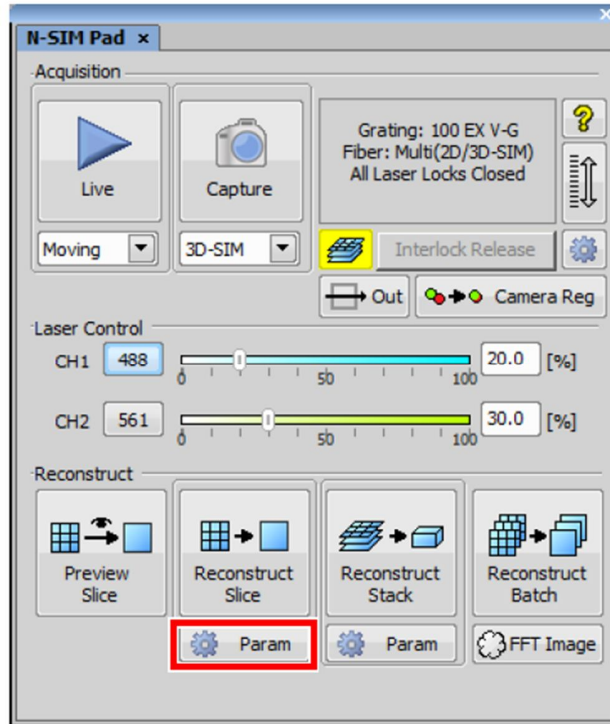 N-SIM Pad ×
Acquisition
Live
Capture
Grating: 100 EX V-G
Fiber: Multi(2D/3D-SIM)
All Laser Locks Closed
?
Moving
3D-SIM
Interlock Release
Out
Camera Reg
Laser Control
CH1 488 20.0 [%]
0 50 100
CH2 561 30.0 [%]
0 50 100
Reconstruct
Preview
Slice
Reconstruct
Slice
Reconstruct
Stack
Reconstruct
Batch
Param
Param
FFT Image